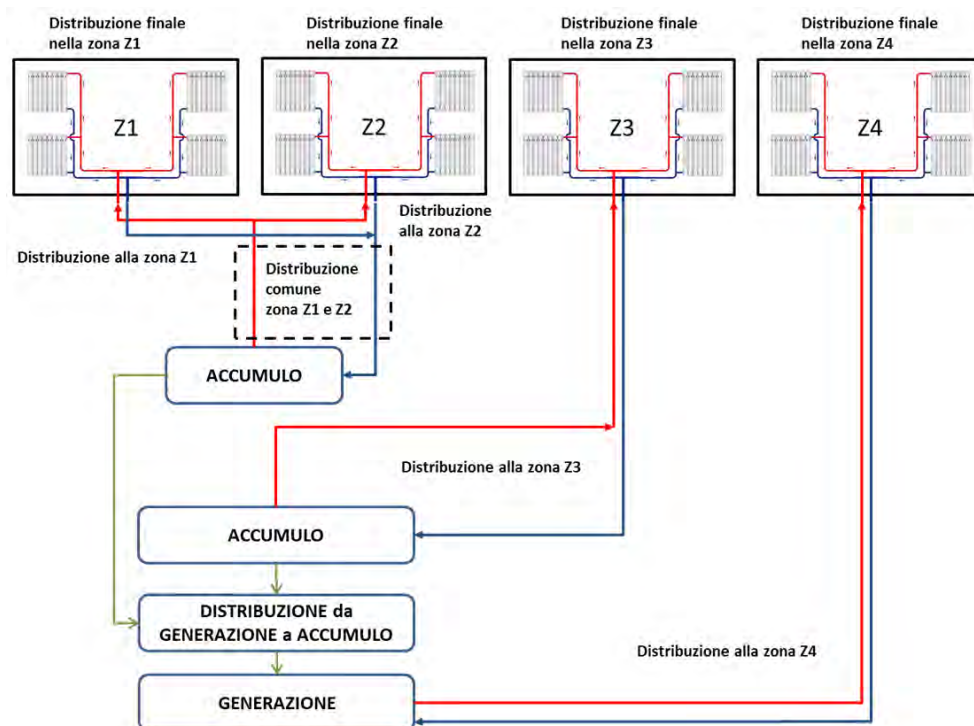 Distribuzione finale
nella zona Z1
Distribuzione finale
nella zona Z2
Distribuzione finale
nella zona Z3
Distribuzione finale
nella zona Z4
Z1
Z2
Z3
Z4
Distribuzione
alla zona Z2
Distribuzione alla zona Z1
Distribuzione
comune
zona Z1 e Z2
ACCUMULO
Distribuzione alla zona Z3
ACCUMULO
DISTRIBUZIONE da
GENERAZIONE a ACCUMULO
Distribuzione alla zona Z4
GENERAZIONE